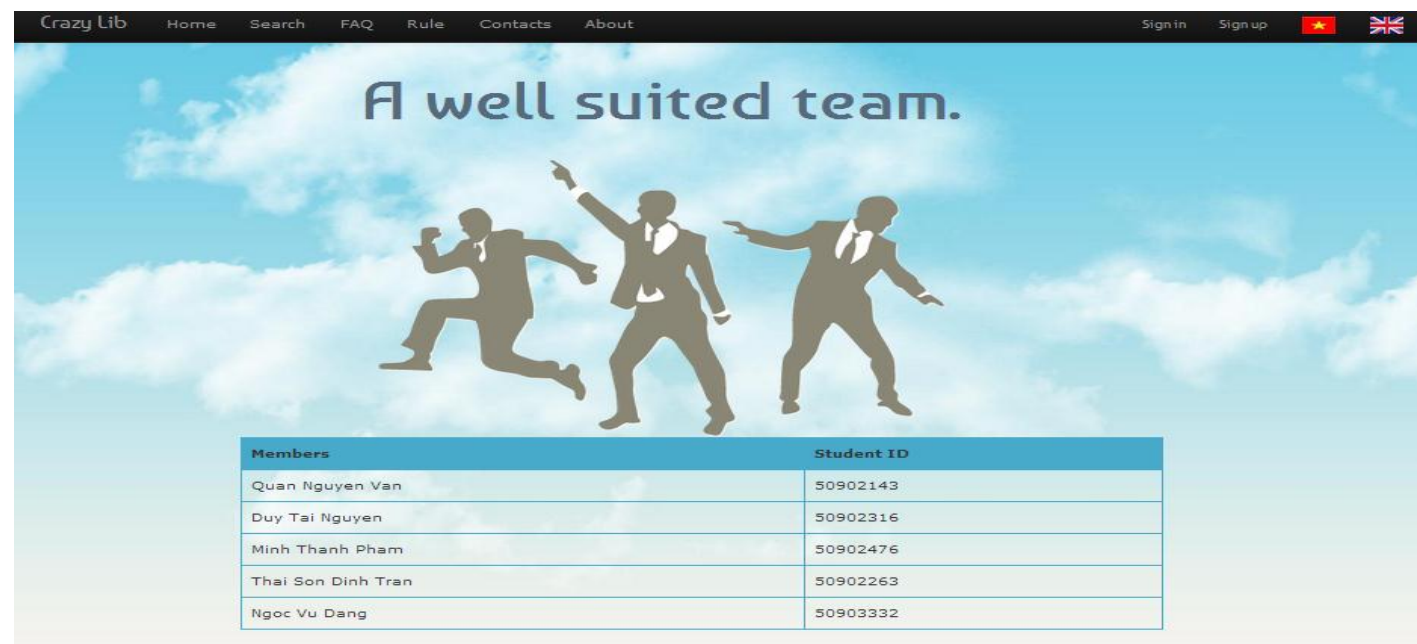 Crazy Lib Home Search FAQ Rule Contacts About Sign in Sign up
A well suited team.
Members Student ID
Quan Nguyen Van 50902143
Duy Tai Nguyen 50902316
Minh Thanh Pham 50902476
Thai Son Dinh Tran 50902263
Ngoc Vu Dang 50903332